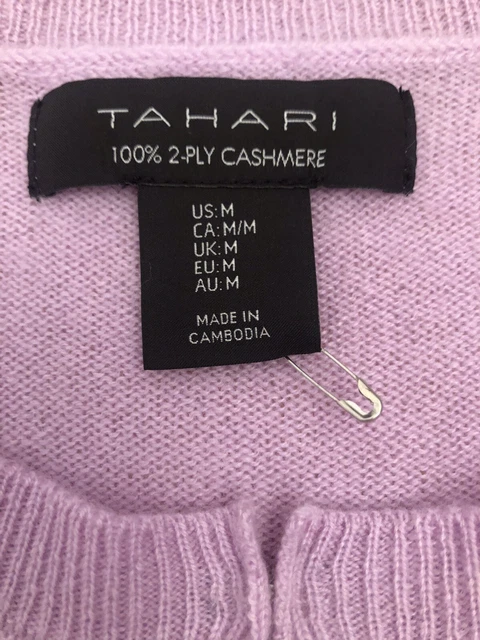 TAHARI
100% 2-PLY CASHMERE
US: M
CA: M/M
UK: M
EU: M
AU: M
MADE IN
CAMBODIA